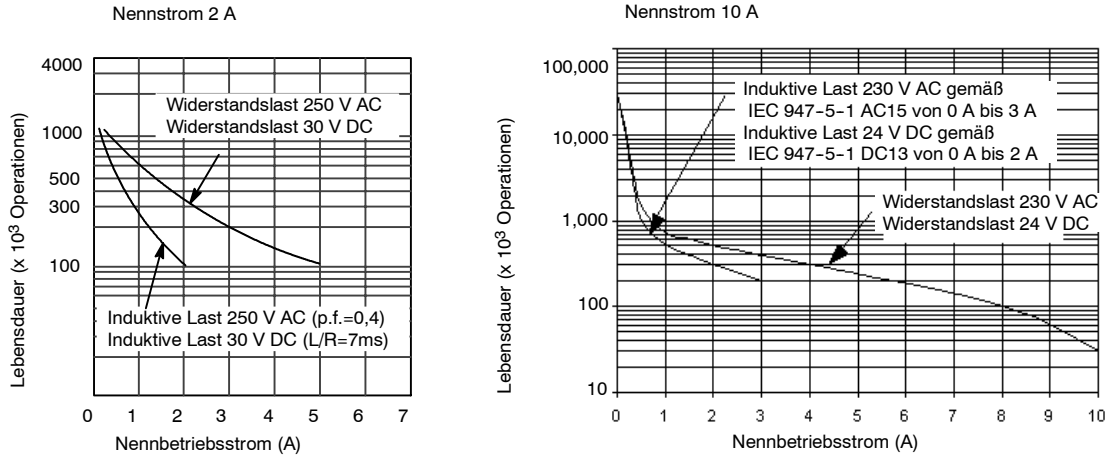 Nennstrom 2 A
Lebensdauer (x 10³ Operationen)
4000
1000
500
300
100
Widerstandslast 250 V AC
Widerstandslast 30 V DC
Induktive Last 250 V AC (p.f.=0,4)
Induktive Last 30 V DC (L/R=7ms)
0 1 2 3 4 5 6 7
Nennbetriebsstrom (A)
Nennstrom 10 A
Lebensdauer (x 10³ Operationen)
100,000
10,000
1,000
100
10
Induktive Last 230 V AC gemäß
IEC 947-5-1 AC15 von 0 A bis 3 A
Induktive Last 24 V DC gemäß
IEC 947-5-1 DC13 von 0 A bis 2 A
Widerstandslast 230 V AC
Widerstandslast 24 V DC
0 1 2 3 4 5 6 7 8 9 10
Nennbetriebsstrom (A)